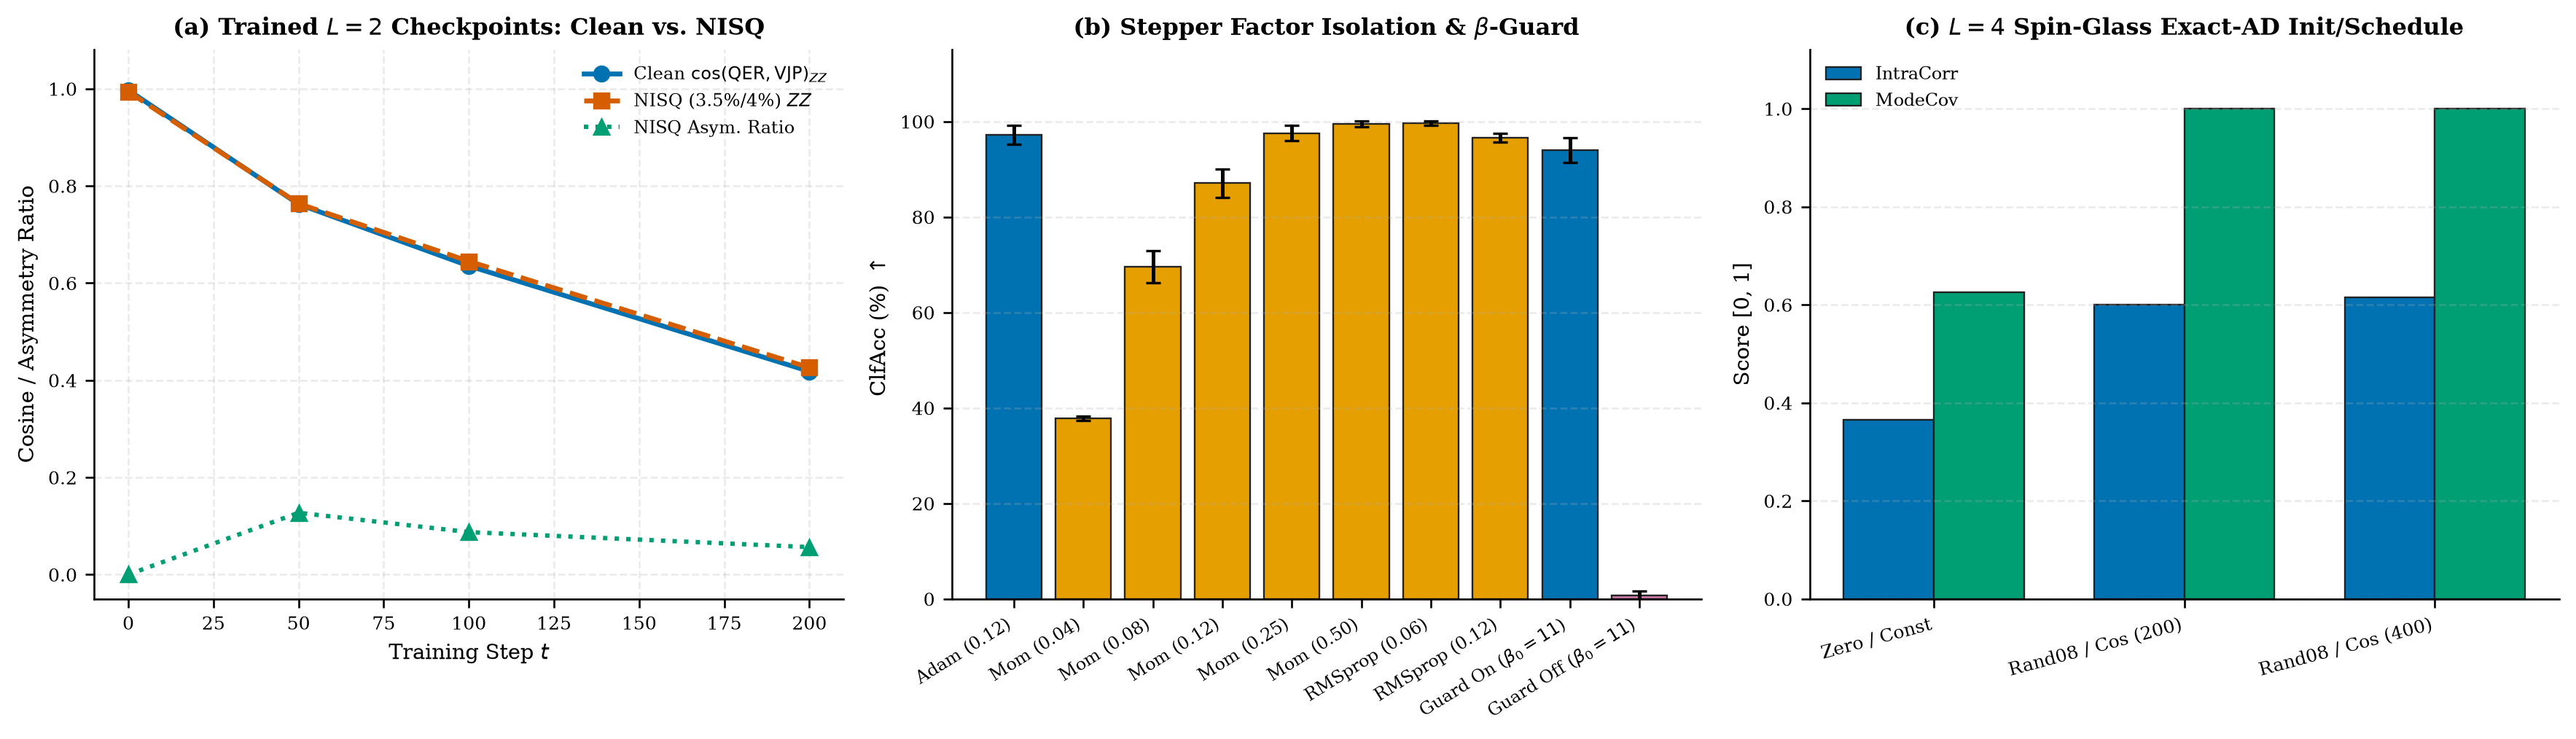 (a) Trained L = 2 Checkpoints: Clean vs. NISQ
Clean cos(QER, VJP)ZZ
NISQ (3.5%/4%) ZZ
NISQ Asym. Ratio
Cosine / Asymmetry Ratio
1.0
0.8
0.6
0.4
0.2
0.0
0 25 50 75 100 125 150 175 200
Training Step t
(b) Stepper Factor Isolation & β-Guard
ClfAcc (%) ↑
100
80
60
40
20
0
Adam (0.12)
Mom (0.04)
Mom (0.08)
Mom (0.12)
Mom (0.25)
Mom (0.50)
RMSprop (0.06)
RMSprop (0.12)
Guard On (β₀ = 11)
Guard Off (β₀ = 11)
(c) L = 4 Spin-Glass Exact-AD Init/Schedule
IntraCorr
ModeCov
Score [0, 1]
1.0
0.8
0.6
0.4
0.2
0.0
Zero / Const
Rand08 / Cos (200)
Rand08 / Cos (400)